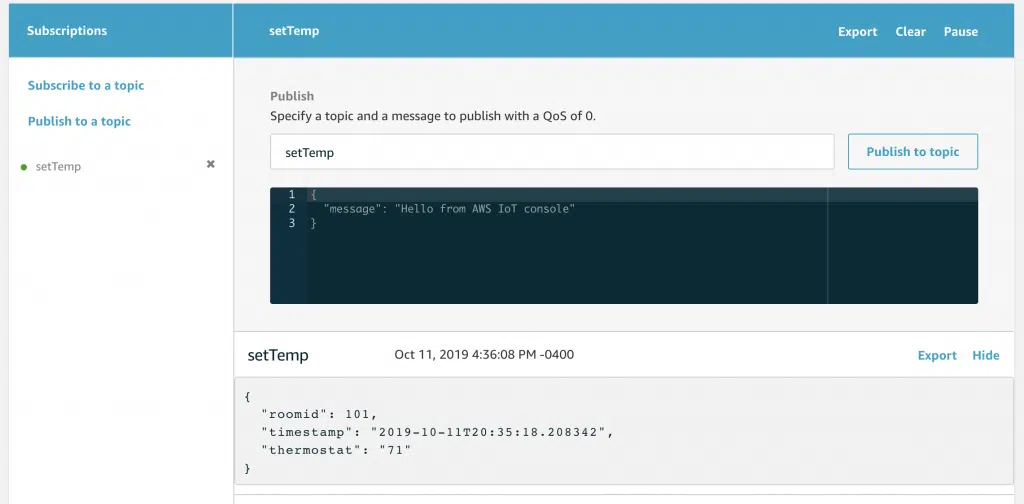 Subscriptions
setTemp
Export Clear Pause
Subscribe to a topic
Publish to a topic
setTemp ✖
Publish
Specify a topic and a message to publish with a QoS of 0.
setTemp
Publish to topic
1 {
2 "message": "Hello from AWS IoT console"
3 }
setTemp Oct 11, 2019 4:36:08 PM -0400 Export Hide
{
"roomid": 101,
"timestamp": "2019-10-11T20:35:18.208342",
"thermostat": "71"
}